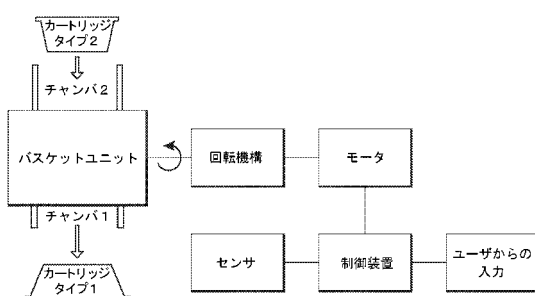 カートリッジ
タイプ2
チャンバ2
バスケットユニット
回転機構
モータ
チャンバ1
カートリッジ
タイプ1
センサ
制御装置
ユーザからの
入力